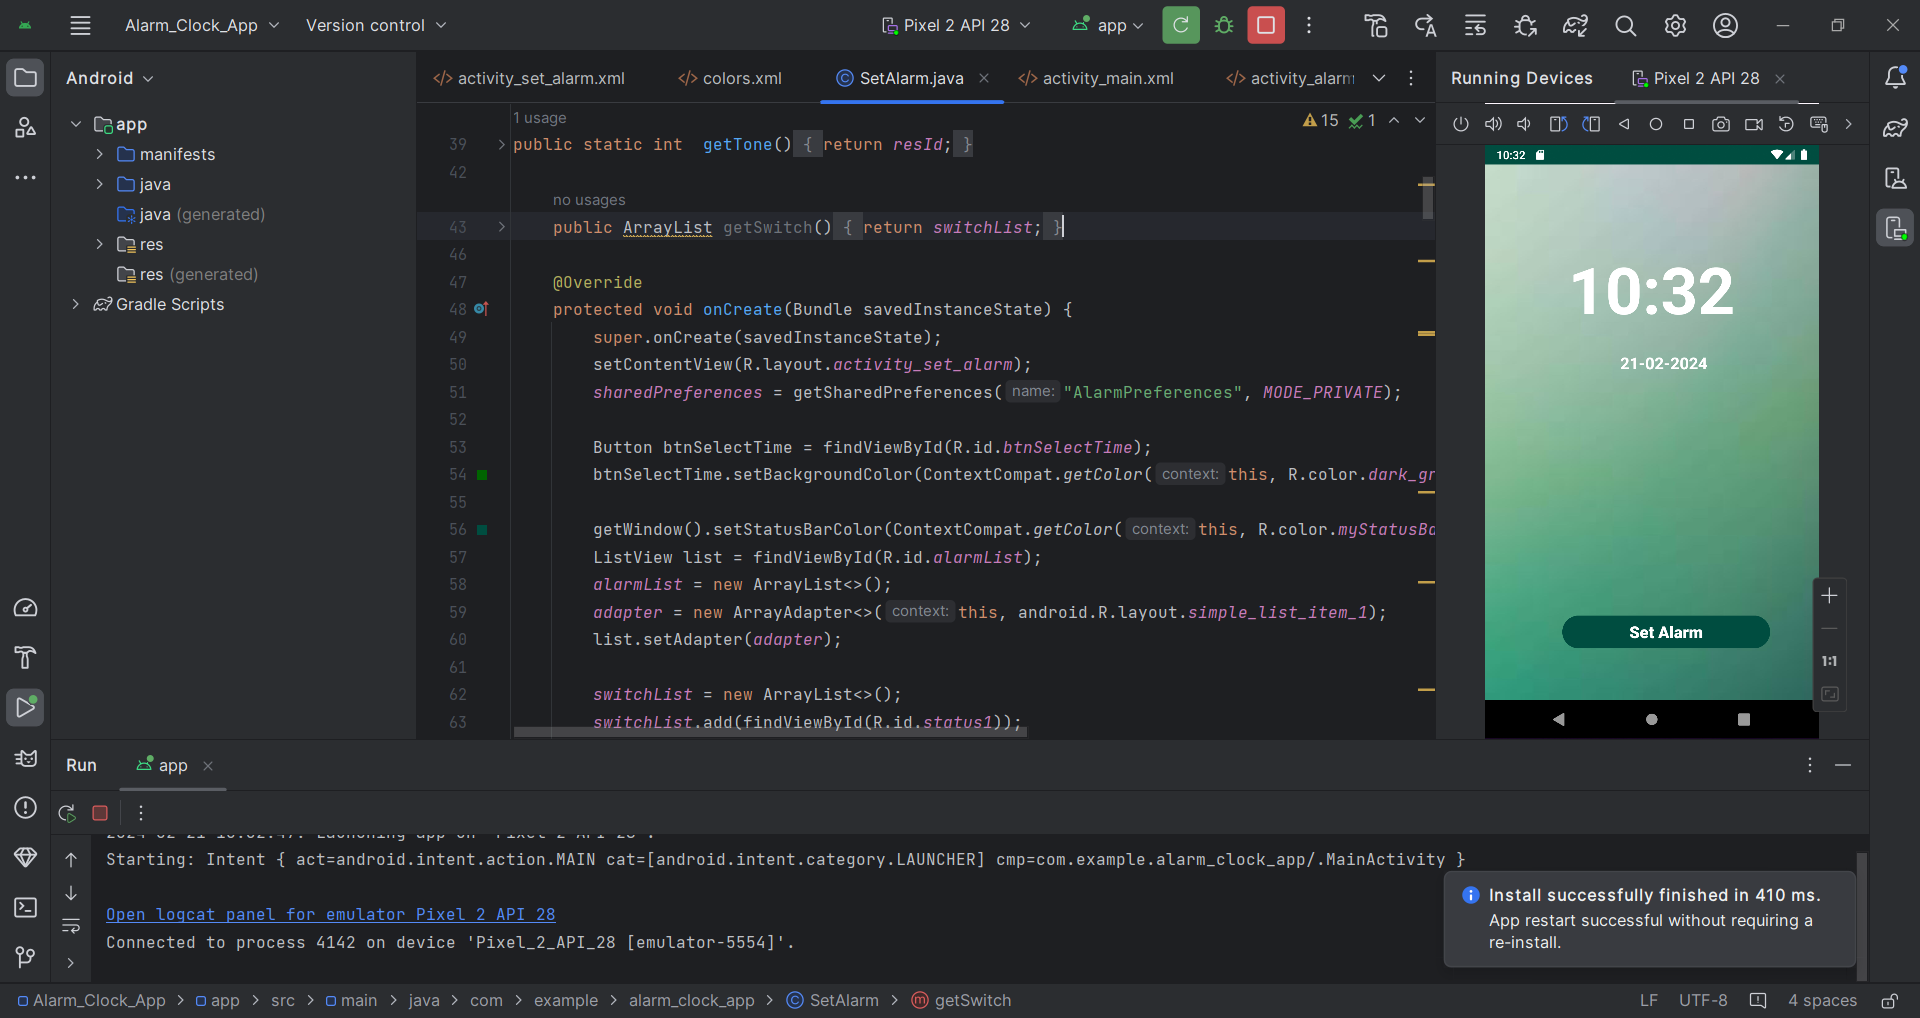 Alarm_Clock_App
Version control
Pixel 2 API 28
app
Android
activity_set_alarm.xml
colors.xml
SetAlarm.java
activity_main.xml
activity_alarm
Running Devices
Pixel 2 API 28
app
manifests
java
java (generated)
res
res (generated)
Gradle Scripts
1 usage
15
1
39 public static int  getTone() { return resId; }
42
no usages
43 public ArrayList getSwitch() { return switchList; }
46
47 @Override
48 protected void onCreate(Bundle savedInstanceState) {
49 super.onCreate(savedInstanceState);
50 setContentView(R.layout.activity_set_alarm);
51 sharedPreferences = getSharedPreferences( name: "AlarmPreferences", MODE_PRIVATE);
52
53 Button btnSelectTime = findViewById(R.id.btnSelectTime);
54 btnSelectTime.setBackgroundColor(ContextCompat.getColor( context: this, R.color.dark_gr
55
56 getWindow().setStatusBarColor(ContextCompat.getColor( context: this, R.color.myStatusBa
57 ListView list = findViewById(R.id.alarmList);
58 alarmList = new ArrayList<>();
59 adapter = new ArrayAdapter<>( context: this, android.R.layout.simple_list_item_1);
60 list.setAdapter(adapter);
61
62 switchList = new ArrayList<>();
63 switchList.add(findViewById(R.id.status1));
10:32
10:32
21-02-2024
Set Alarm
1:1
Run
app
Starting: Intent { act=android.intent.action.MAIN cat=[android.intent.category.LAUNCHER] cmp=com.example.alarm_clock_app/.MainActivity }
Open logcat panel for emulator Pixel 2 API 28
Connected to process 4142 on device 'Pixel_2_API_28 [emulator-5554]'.
Install successfully finished in 410 ms.
App restart successful without requiring a
re-install.
Alarm_Clock_App > app > src > main > java > com > example > alarm_clock_app > SetAlarm > getSwitch
LF UTF-8 4 spaces